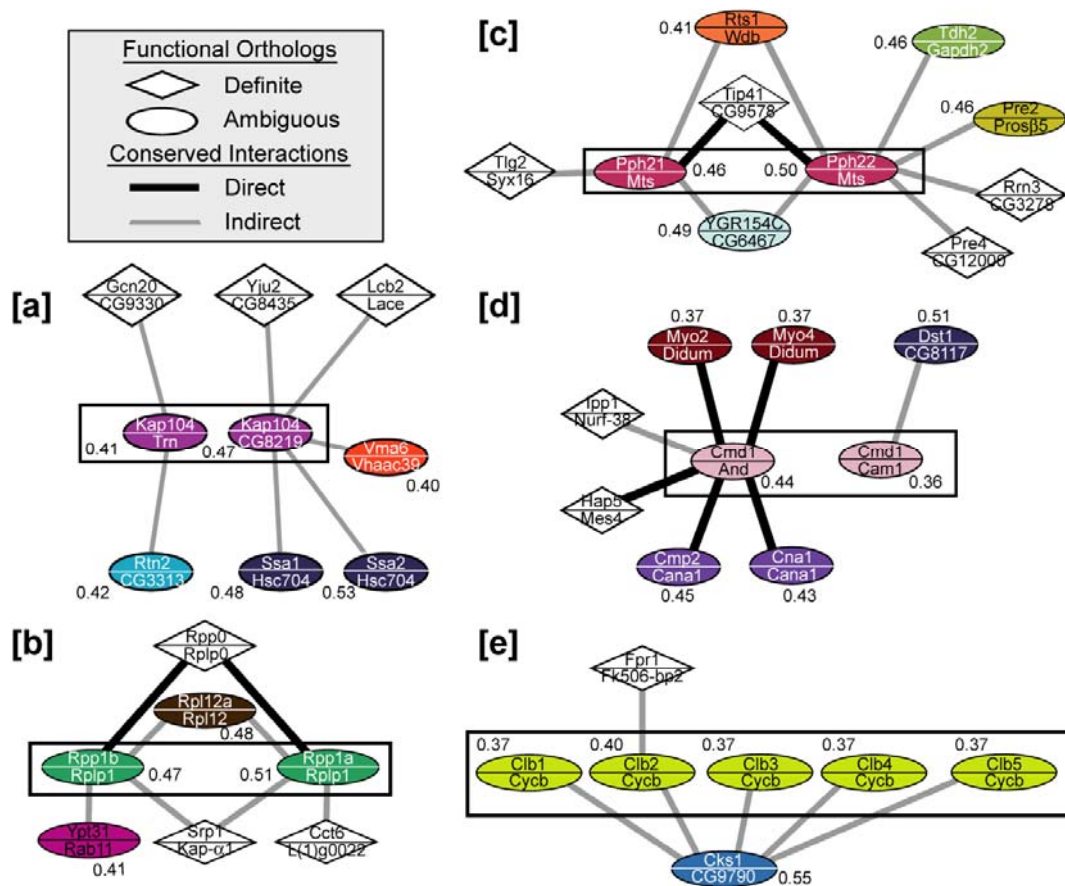 Functional Orthologs
Definite
Ambiguous
Conserved Interactions
Direct
Indirect
[a]
Gcn20
CG9330
Yju2
CG8435
Lcb2
Lace
Kap104
Trn
0.41
Kap104
CG8219
0.47
Vma6
Vhaac39
0.40
Rtn2
CG3313
0.42
Ssa1
Hsc704
0.48
Ssa2
Hsc704
0.53
[b]
Rpp0
Rplp0
Rpl12a
Rpl12
0.48
Rpp1b
Rplp1
0.47
Rpp1a
Rplp1
0.51
Ypt31
Rab11
0.41
Srp1
Kap-α1
Cct6
L(1)g0022
[c]
Rts1
Wdb
0.41
Tdh2
Gapdh2
0.46
Tip41
CG9578
Pre2
Prosβ5
0.46
Tlg2
Syx16
Pph21
Mts
0.46
Pph22
Mts
0.50
Rrn3
CG3278
YGR154C
CG6467
0.49
Pre4
CG12000
[d]
0.37
Myo2
Didum
0.37
Myo4
Didum
0.51
Dst1
CG8117
Ipp1
Nurf-38
Cmd1
And
0.44
Cmd1
Cam1
0.36
Hap5
Mes4
Cmp2
Cana1
0.45
Cna1
Cana1
0.43
[e]
Fpr1
Fk506-bp2
0.37
Clb1
Cycb
0.40
Clb2
Cycb
0.37
Clb3
Cycb
0.37
Clb4
Cycb
0.37
Clb5
Cycb
Cks1
CG9790
0.55